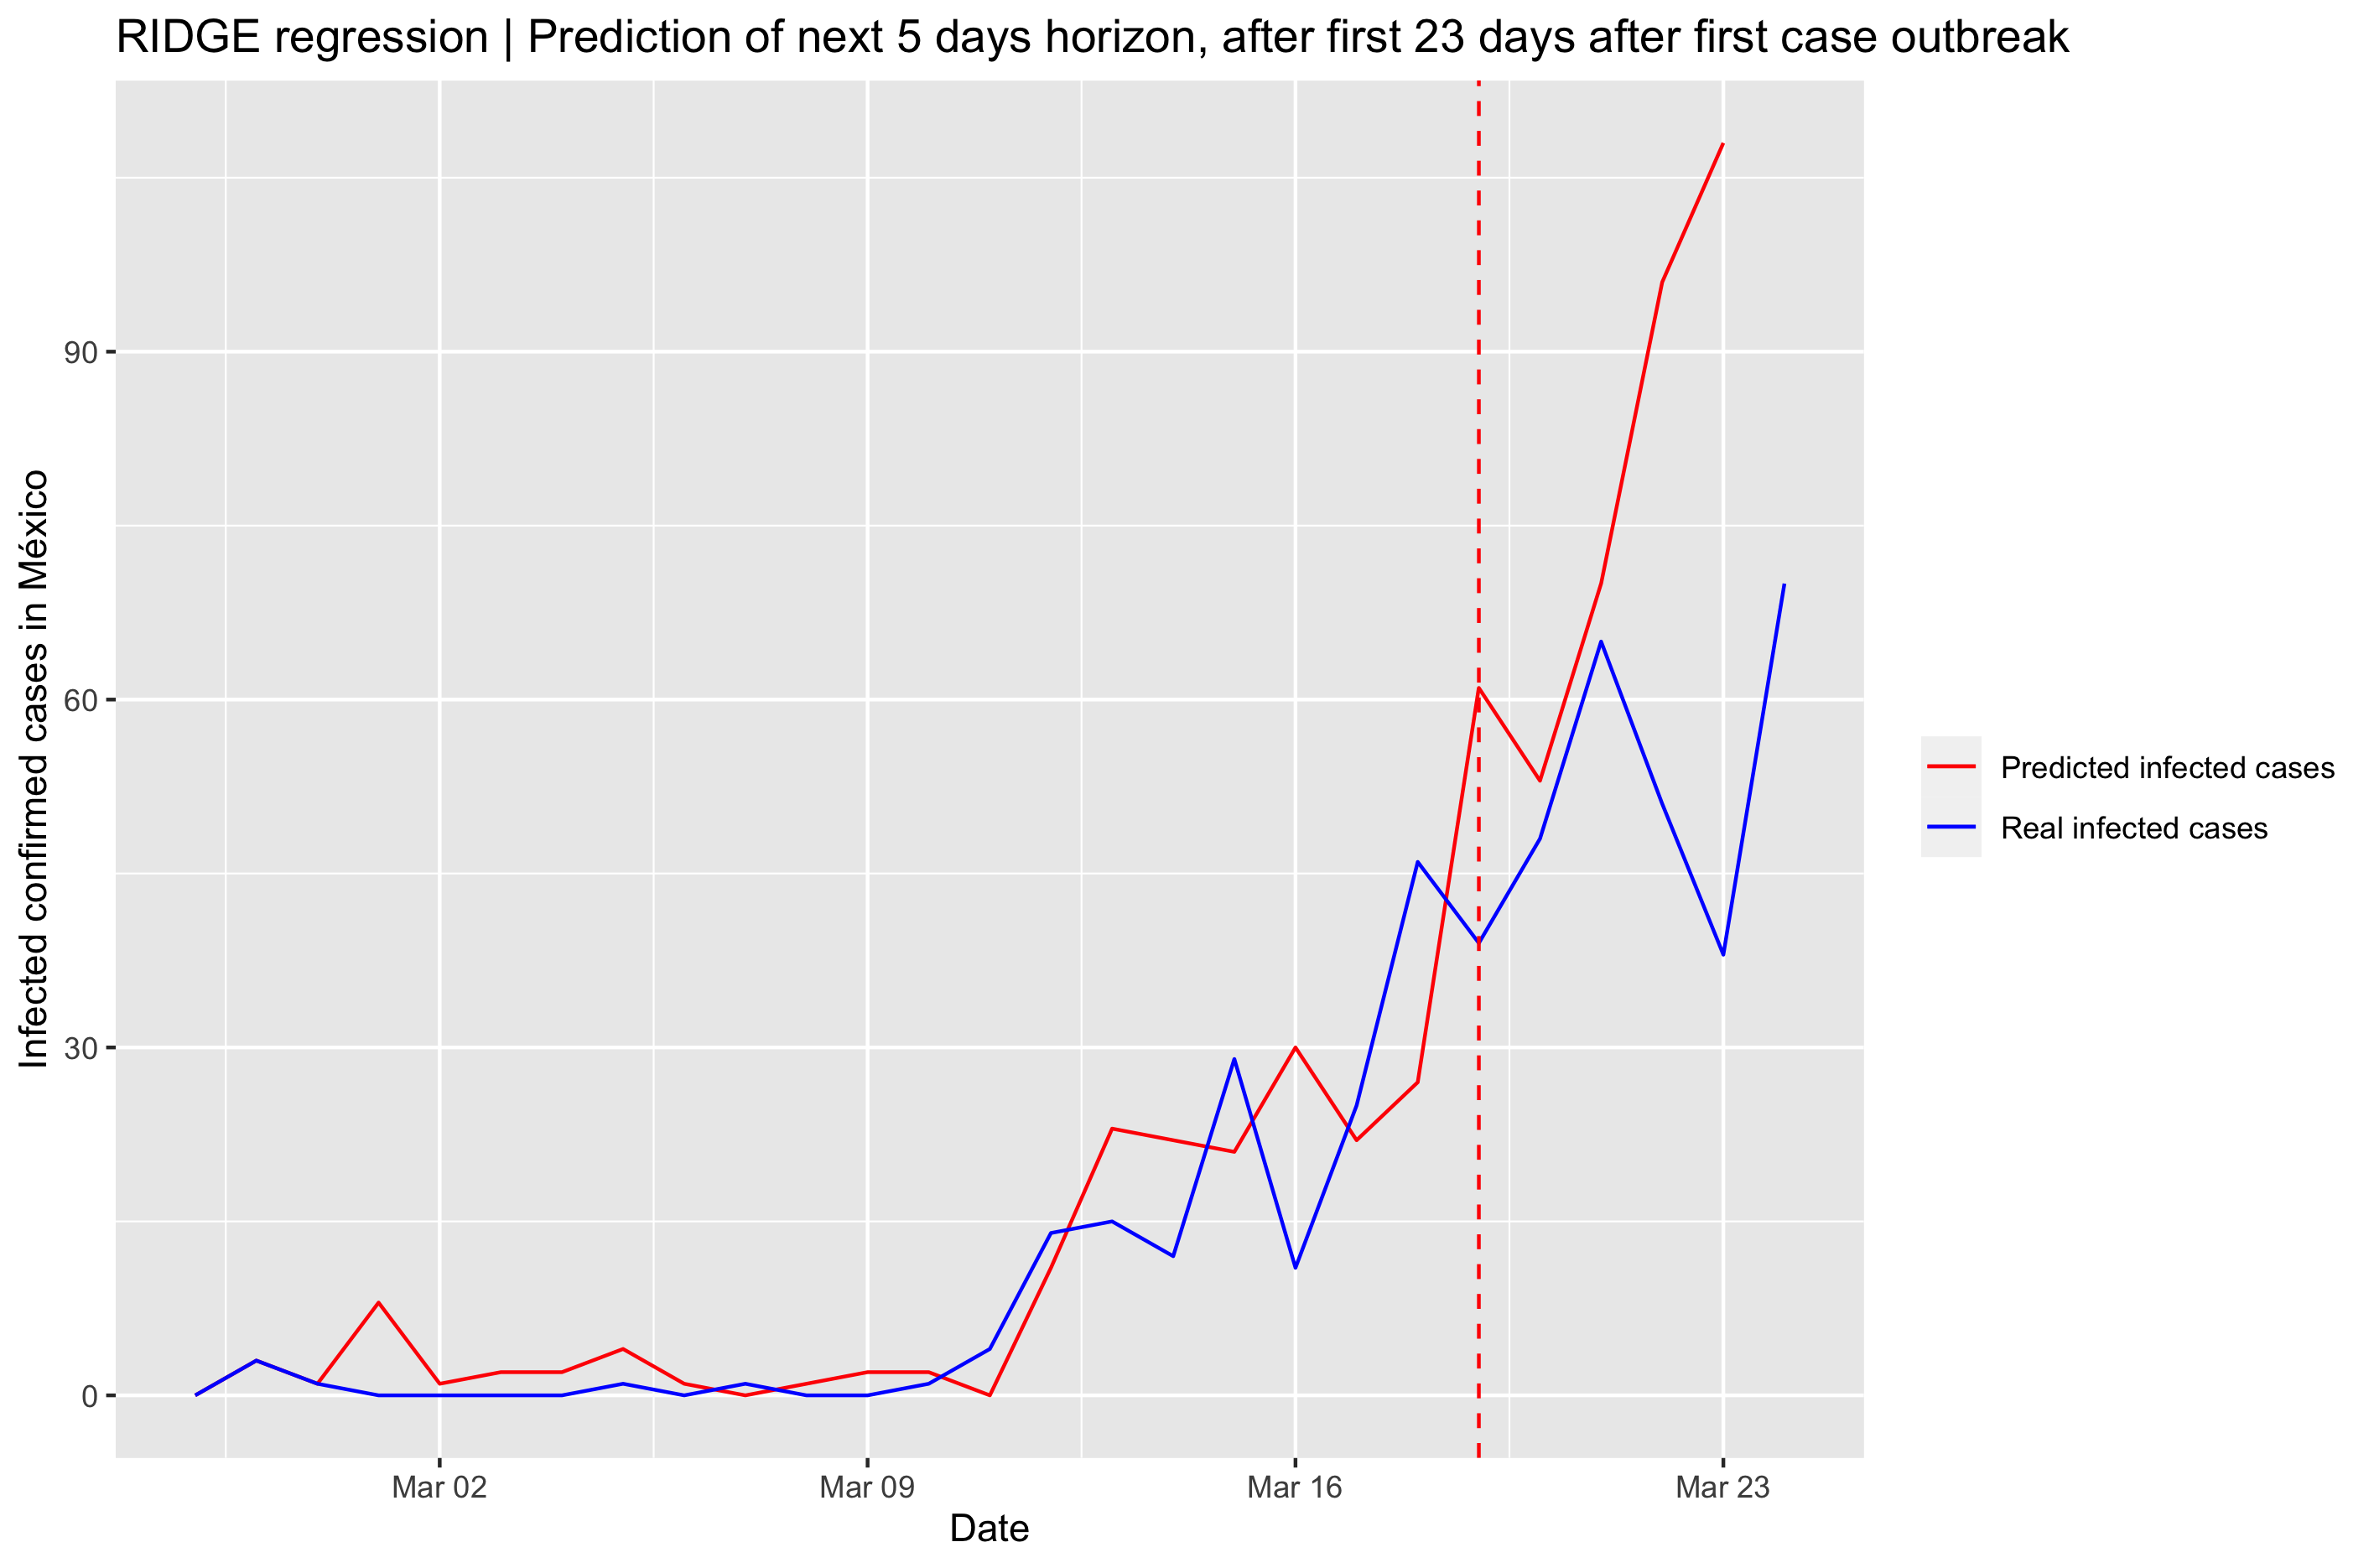 RIDGE regression | Prediction of next 5 days horizon, after first 23 days after first case outbreak
Infected confirmed cases in México
90
60
30
0
Mar 02
Mar 09
Mar 16
Mar 23
Date
Predicted infected cases
Real infected cases